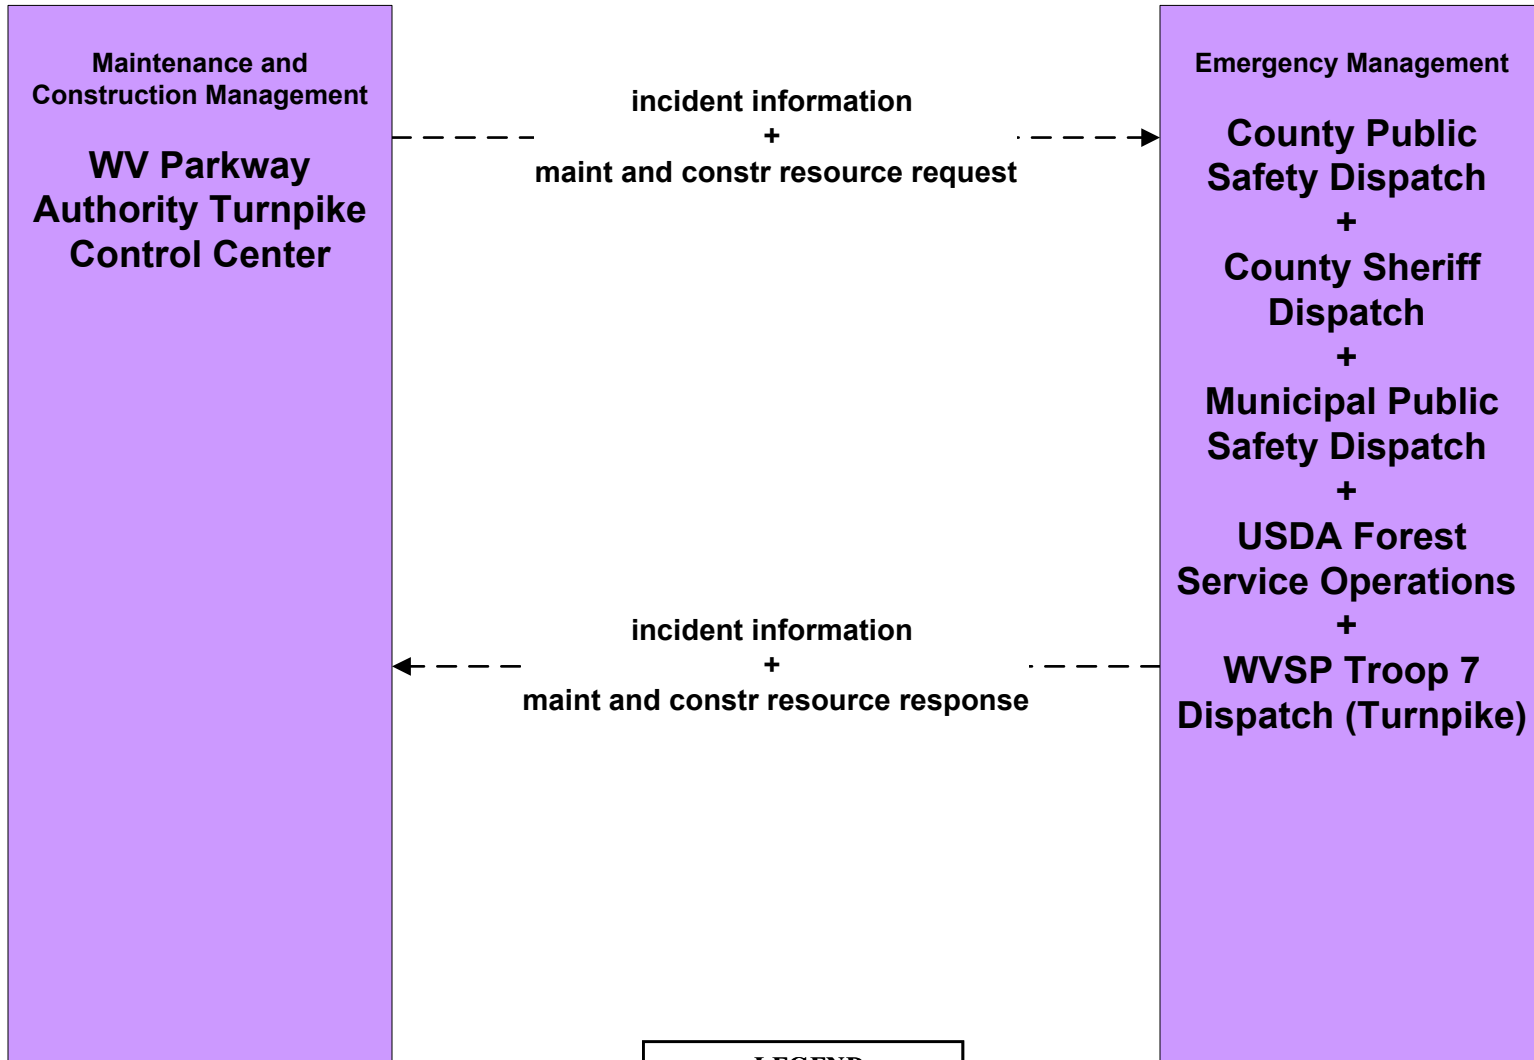 Maintenance and
Construction Management
WV Parkway
Authority Turnpike
Control Center
incident information
+
maint and constr resource request
incident information
+
maint and constr resource response
Emergency Management
County Public
Safety Dispatch
+
County Sheriff
Dispatch
+
Municipal Public
Safety Dispatch
+
USDA Forest
Service Operations
+
WVSP Troop 7
Dispatch (Turnpike)
LEGEND